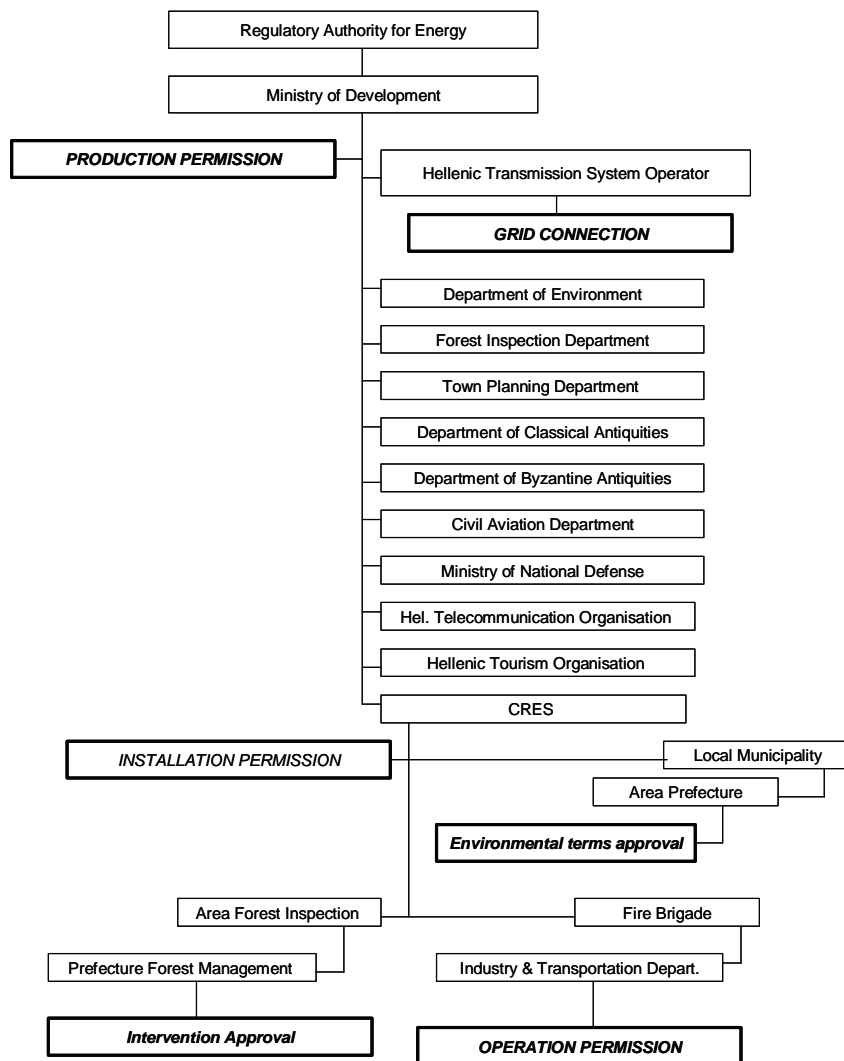 Regulatory Authority for Energy
Ministry of Development
PRODUCTION PERMISSION
Hellenic Transmission System Operator
GRID CONNECTION
Department of Environment
Forest Inspection Department
Town Planning Department
Department of Classical Antiquities
Department of Byzantine Antiquities
Civil Aviation Department
Ministry of National Defense
Hel. Telecommunication Organisation
Hellenic Tourism Organisation
CRES
INSTALLATION PERMISSION
Local Municipality
Area Prefecture
Environmental terms approval
Area Forest Inspection
Fire Brigade
Prefecture Forest Management
Industry & Transportation Depart.
Intervention Approval
OPERATION PERMISSION